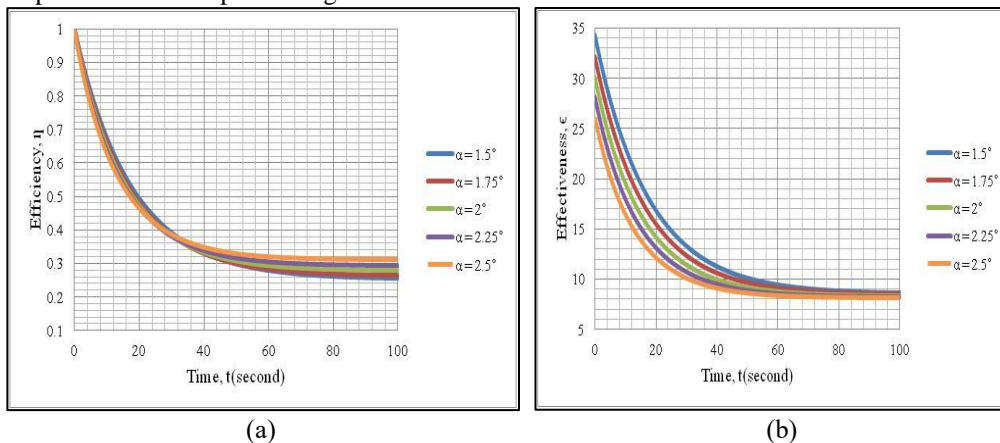 1
0.9
0.8
0.7
0.6
0.5
0.4
0.3
0.2
0.1
Efficiency, η
0 20 40 60 80 100
Time, t(second)
α=1.5°
α=1.75°
α=2°
α=2.25°
α=2.5°
(a)
35
30
25
20
15
10
5
Effectiveness, ϵ
0 20 40 60 80 100
Time, t(second)
α=1.5°
α=1.75°
α=2°
α=2.25°
α=2.5°
(b)